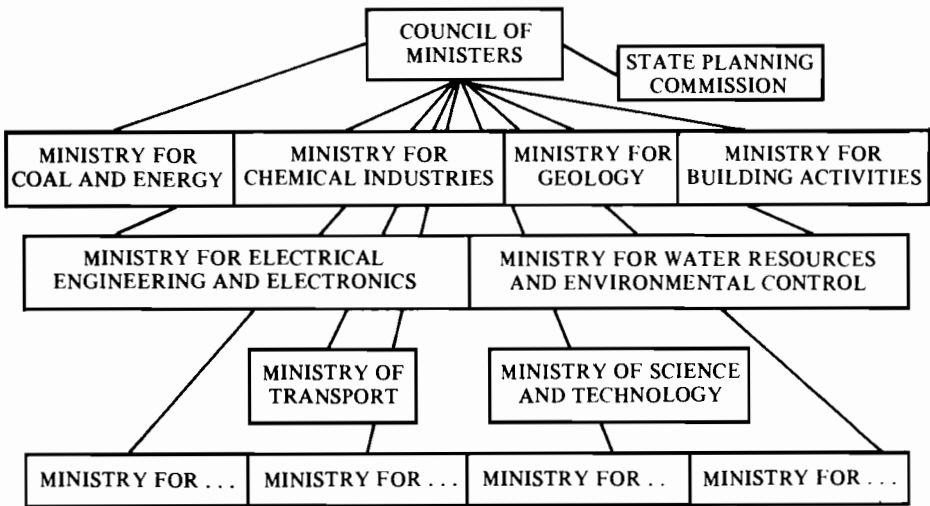 COUNCIL OF
MINISTERS
STATE PLANNING
COMMISSION
MINISTRY FOR
COAL AND ENERGY
MINISTRY FOR
CHEMICAL INDUSTRIES
MINISTRY FOR
GEOLOGY
MINISTRY FOR
BUILDING ACTIVITIES
MINISTRY FOR ELECTRICAL
ENGINEERING AND ELECTRONICS
MINISTRY FOR WATER RESOURCES
AND ENVIRONMENTAL CONTROL
MINISTRY OF
TRANSPORT
MINISTRY OF SCIENCE
AND TECHNOLOGY
MINISTRY FOR ...
MINISTRY FOR ...
MINISTRY FOR ..
MINISTRY FOR ...